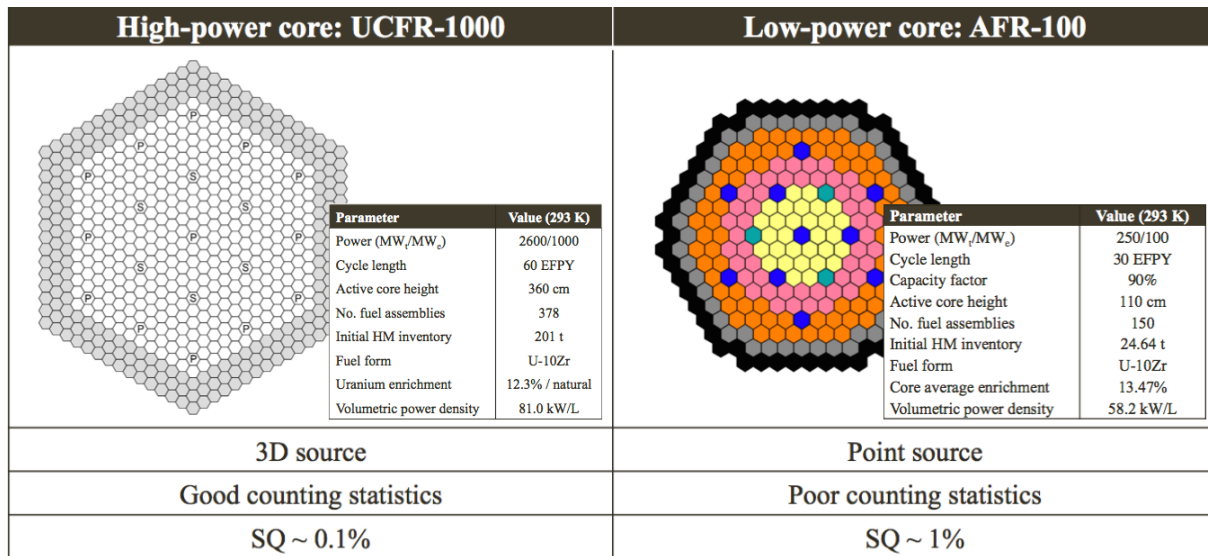 High-power core: UCFR-1000
Low-power core: AFR-100
P
P P
P S P
S S
P P P
S S
P S P
P P
P
Parameter Value (293 K)
Power (MWt/MWe) 2600/1000
Cycle length 60 EFPY
Active core height 360 cm
No. fuel assemblies 378
Initial HM inventory 201 t
Fuel form U-10Zr
Uranium enrichment 12.3% / natural
Volumetric power density 81.0 kW/L
Parameter Value (293 K)
Power (MWt/MWe) 250/100
Cycle length 30 EFPY
Capacity factor 90%
Active core height 110 cm
No. fuel assemblies 150
Initial HM inventory 24.64 t
Fuel form U-10Zr
Core average enrichment 13.47%
Volumetric power density 58.2 kW/L
3D source
Point source
Good counting statistics
Poor counting statistics
SQ ~ 0.1%
SQ ~ 1%